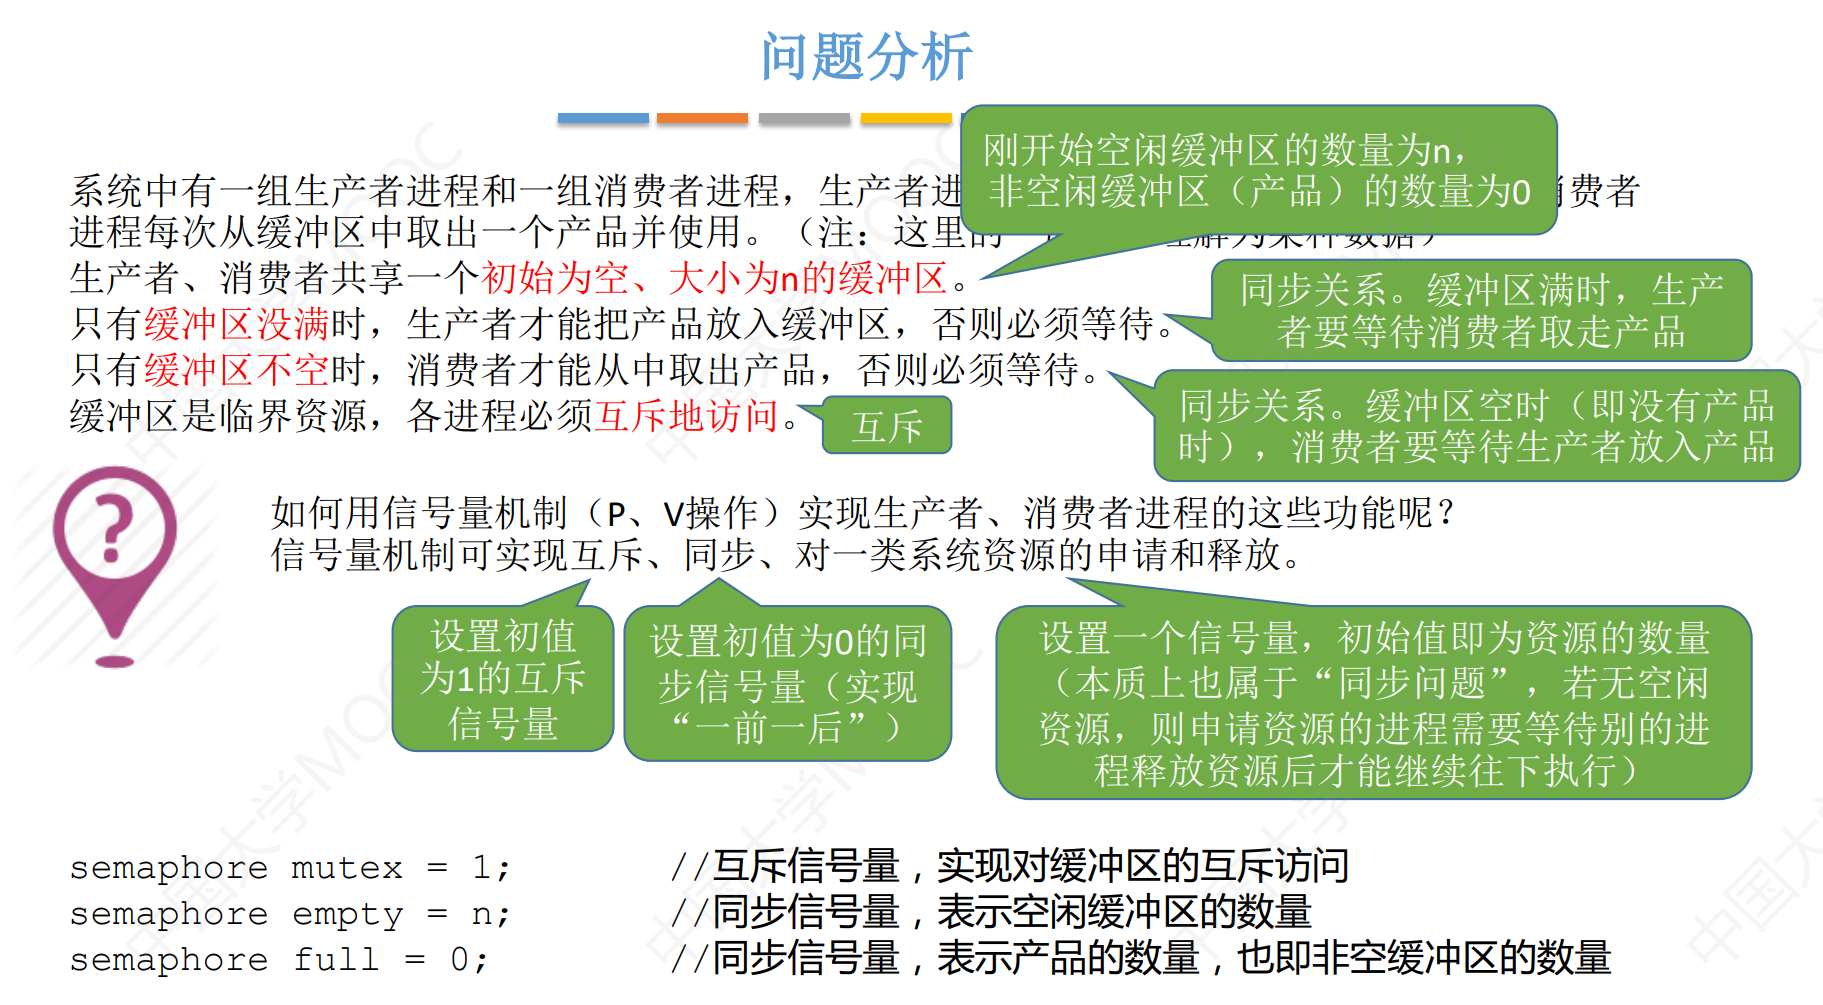 问题分析
刚开始空闲缓冲区的数量为n，
非空闲缓冲区（产品）的数量为0
系统中有一组生产者进程和一组消费者进程，生产者进
消费者
进程每次从缓冲区中取出一个产品并使用。（注：这里的
理解为某种数据）
生产者、消费者共享一个初始为空、大小为n的缓冲区。
只有缓冲区没满时，生产者才能把产品放入缓冲区，否则必须等待。
同步关系。缓冲区满时，生产
者要等待消费者取走产品
只有缓冲区不空时，消费者才能从中取出产品，否则必须等待。
同步关系。缓冲区空时（即没有产品
时），消费者要等待生产者放入产品
缓冲区是临界资源，各进程必须互斥地访问。
互斥
如何用信号量机制（P、V操作）实现生产者、消费者进程的这些功能呢？
信号量机制可实现互斥、同步、对一类系统资源的申请和释放。
设置初值
为1的互斥
信号量
设置初值为0的同
步信号量（实现
“一前一后”）
设置一个信号量，初始值即为资源的数量
（本质上也属于“同步问题”，若无空闲
资源，则申请资源的进程需要等待别的进
程释放资源后才能继续往下执行）
semaphore mutex = 1; //互斥信号量，实现对缓冲区的互斥访问
semaphore empty = n; //同步信号量，表示空闲缓冲区的数量
semaphore full = 0; //同步信号量，表示产品的数量，也即非空缓冲区的数量
中国大学MOOC